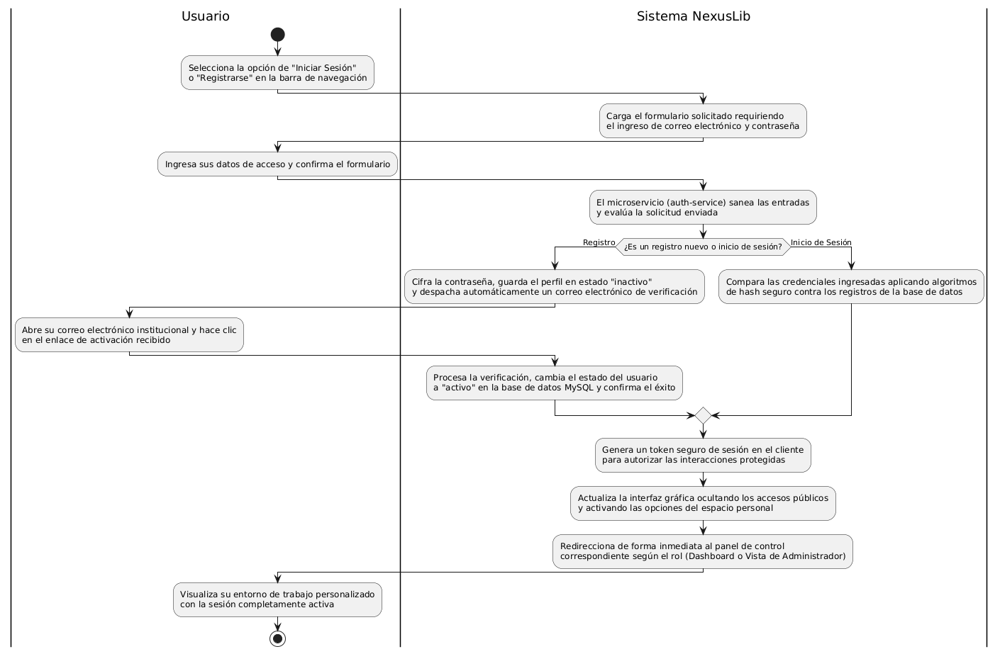 Usuario
Sistema NexusLib
Selecciona la opción de "Iniciar Sesión"
o "Registrarse" en la barra de navegación
Carga el formulario solicitado requiriendo
el ingreso de correo electrónico y contraseña
Ingresa sus datos de acceso y confirma el formulario
El microservicio (auth-service) sanea las entradas
y evalúa la solicitud enviada
Registro
¿Es un registro nuevo o inicio de sesión?
Inicio de Sesión
Cifra la contraseña, guarda el perfil en estado "inactivo"
y despacha automáticamente un correo electrónico de verificación
Compara las credenciales ingresadas aplicando algoritmos
de hash seguro contra los registros de la base de datos
Abre su correo electrónico institucional y hace clic
en el enlace de activación recibido
Procesa la verificación, cambia el estado del usuario
a "activo" en la base de datos MySQL y confirma el éxito
Genera un token seguro de sesión en el cliente
para autorizar las interacciones protegidas
Actualiza la interfaz gráfica ocultando los accesos públicos
y activando las opciones del espacio personal
Redirecciona de forma inmediata al panel de control
correspondiente según el rol (Dashboard o Vista de Administrador)
Visualiza su entorno de trabajo personalizado
con la sesión completamente activa